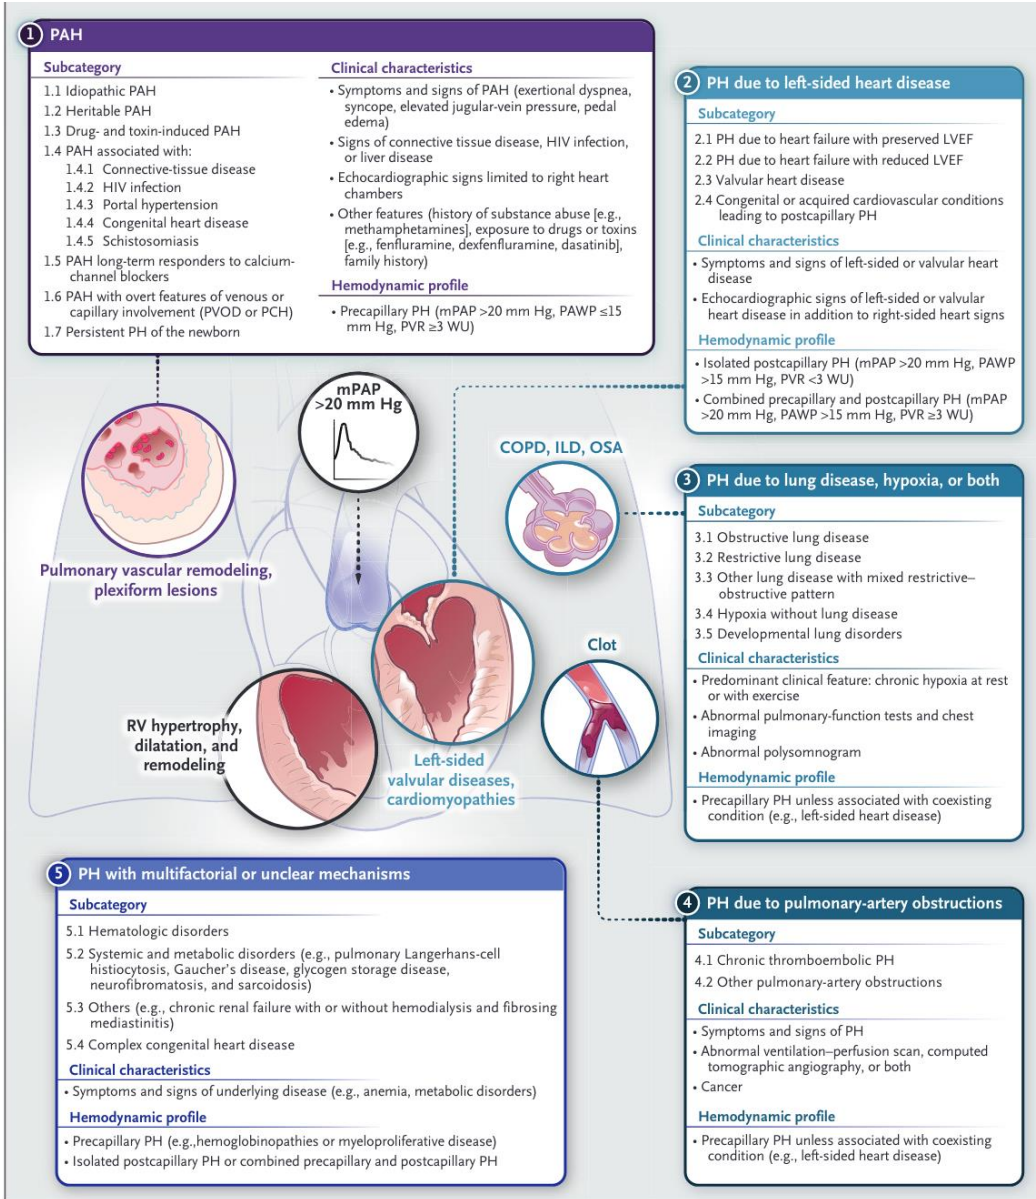 1 PAH
Subcategory
1.1 Idiopathic PAH
1.2 Heritable PAH
1.3 Drug- and toxin-induced PAH
1.4 PAH associated with:
1.4.1 Connective-tissue disease
1.4.2 HIV infection
1.4.3 Portal hypertension
1.4.4 Congenital heart disease
1.4.5 Schistosomiasis
1.5 PAH long-term responders to calcium-
channel blockers
1.6 PAH with overt features of venous or
capillary involvement (PVOD or PCH)
1.7 Persistent PH of the newborn
Clinical characteristics
• Symptoms and signs of PAH (exertional dyspnea,
syncope, elevated jugular-vein pressure, pedal
edema)
• Signs of connective tissue disease, HIV infection,
or liver disease
• Echocardiographic signs limited to right heart
chambers
• Other features (history of substance abuse [e.g.,
methamphetamines], exposure to drugs or toxins
[e.g., fenfluramine, dexfenfluramine, dasatinib],
family history)
Hemodynamic profile
• Precapillary PH (mPAP >20 mm Hg, PAWP ≤15
mm Hg, PVR ≥3 WU)
2 PH due to left-sided heart disease
Subcategory
2.1 PH due to heart failure with preserved LVEF
2.2 PH due to heart failure with reduced LVEF
2.3 Valvular heart disease
2.4 Congenital or acquired cardiovascular conditions
leading to postcapillary PH
Clinical characteristics
• Symptoms and signs of left-sided or valvular heart
disease
• Echocardiographic signs of left-sided or valvular
heart disease in addition to right-sided heart signs
Hemodynamic profile
• Isolated postcapillary PH (mPAP >20 mm Hg, PAWP
>15 mm Hg, PVR <3 WU)
• Combined precapillary and postcapillary PH (mPAP
>20 mm Hg, PAWP >15 mm Hg, PVR ≥3 WU)
mPAP
>20 mm Hg
COPD, ILD, OSA
Pulmonary vascular remodeling,
plexiform lesions
Clot
RV hypertrophy,
dilatation, and
remodeling
Left-sided
valvular diseases,
cardiomyopathies
3 PH due to lung disease, hypoxia, or both
Subcategory
3.1 Obstructive lung disease
3.2 Restrictive lung disease
3.3 Other lung disease with mixed restrictive–
obstructive pattern
3.4 Hypoxia without lung disease
3.5 Developmental lung disorders
Clinical characteristics
• Predominant clinical feature: chronic hypoxia at rest
or with exercise
• Abnormal pulmonary-function tests and chest
imaging
• Abnormal polysomnogram
Hemodynamic profile
• Precapillary PH unless associated with coexisting
condition (e.g., left-sided heart disease)
5 PH with multifactorial or unclear mechanisms
Subcategory
5.1 Hematologic disorders
5.2 Systemic and metabolic disorders (e.g., pulmonary Langerhans-cell
histiocytosis, Gaucher's disease, glycogen storage disease,
neurofibromatosis, and sarcoidosis)
5.3 Others (e.g., chronic renal failure with or without hemodialysis and fibrosing
mediastinitis)
5.4 Complex congenital heart disease
Clinical characteristics
• Symptoms and signs of underlying disease (e.g., anemia, metabolic disorders)
Hemodynamic profile
• Precapillary PH (e.g.,hemoglobinopathies or myeloproliferative disease)
• Isolated postcapillary PH or combined precapillary and postcapillary PH
4 PH due to pulmonary-artery obstructions
Subcategory
4.1 Chronic thromboembolic PH
4.2 Other pulmonary-artery obstructions
Clinical characteristics
• Symptoms and signs of PH
• Abnormal ventilation–perfusion scan, computed
tomographic angiography, or both
• Cancer
Hemodynamic profile
• Precapillary PH unless associated with coexisting
condition (e.g., left-sided heart disease)